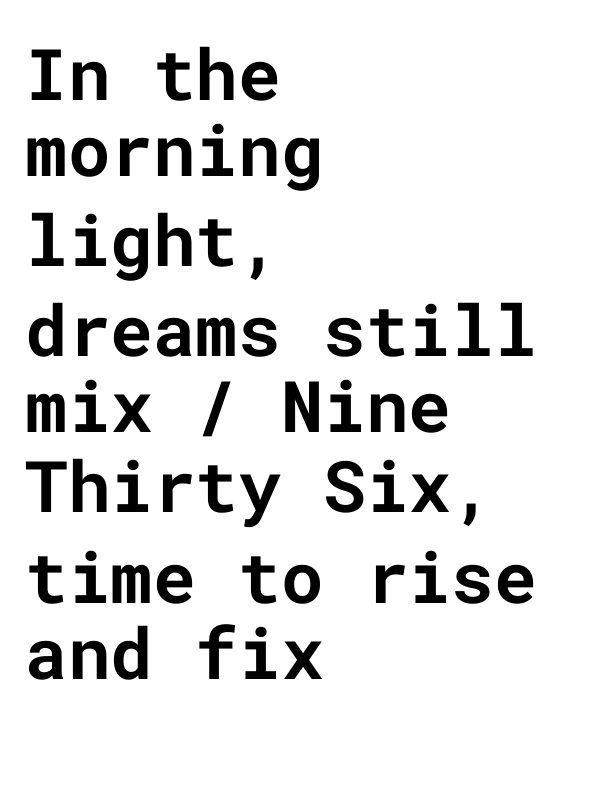 In the
morning
light,
dreams still
mix / Nine
Thirty Six,
time to rise
and fix